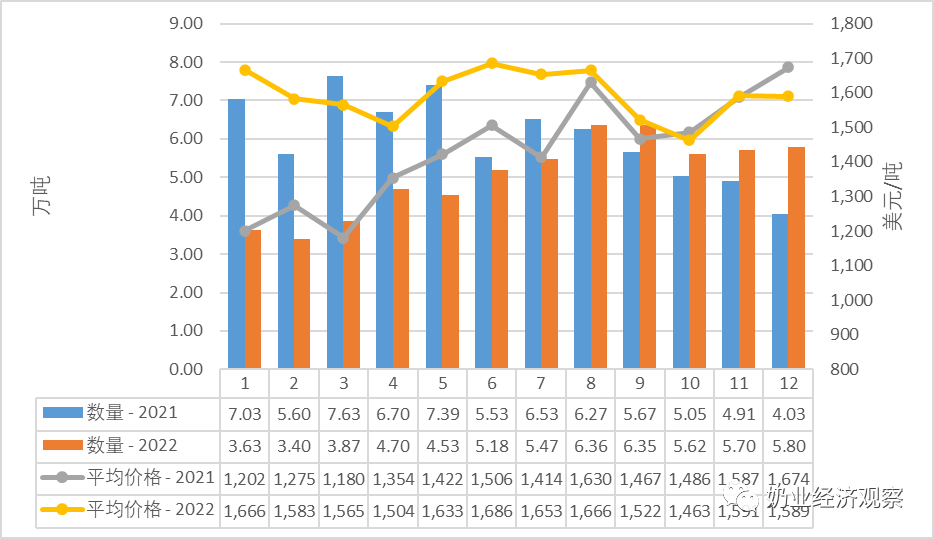 9.00 1,800
8.00 1,700
7.00 1,600
6.00 1,500
5.00 1,400
4.00 1,300
3.00 1,200
2.00 1,100
1.00 1,000
0.00 900
800
万吨
美元/吨
1 2 3 4 5 6 7 8 9 10 11 12
数量 - 2021 7.03 5.60 7.63 6.70 7.39 5.53 6.53 6.27 5.67 5.05 4.91 4.03
数量 - 2022 3.63 3.40 3.87 4.70 4.53 5.18 5.47 6.36 6.35 5.62 5.70 5.80
平均价格 - 2021 1,202 1,275 1,180 1,354 1,422 1,506 1,414 1,630 1,467 1,486 1,587 1,674
平均价格 - 2022 1,666 1,583 1,565 1,504 1,633 1,686 1,653 1,666 1,522 1,463 1,591 1,589
奶业经济观察